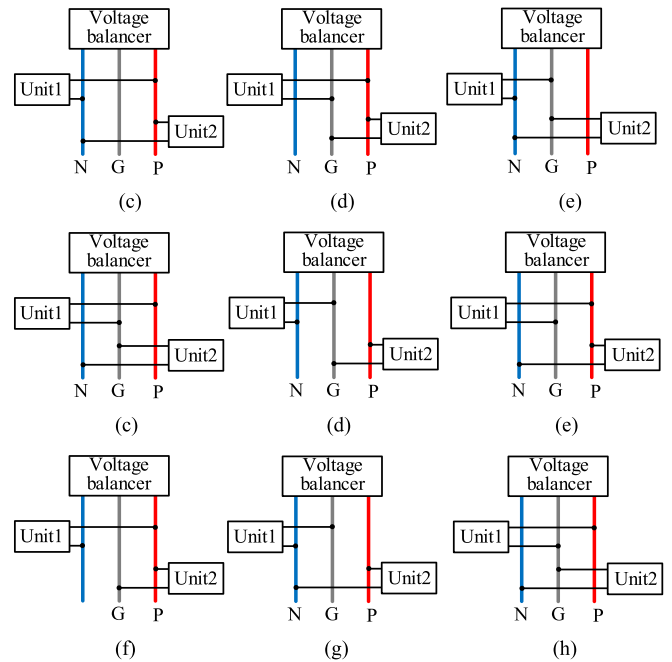 Voltage
balancer
Unit1
Unit2
N G P
(c)
Voltage
balancer
Unit1
Unit2
N G P
(d)
Voltage
balancer
Unit1
Unit2
N G P
(e)
Voltage
balancer
Unit1
Unit2
N G P
(c)
Voltage
balancer
Unit1
Unit2
N G P
(d)
Voltage
balancer
Unit1
Unit2
N G P
(e)
Voltage
balancer
Unit1
Unit2
G P
(f)
Voltage
balancer
Unit1
Unit2
N G P
(g)
Voltage
balancer
Unit1
Unit2
N G P
(h)